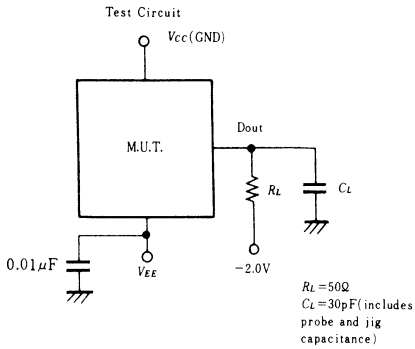 Test Circuit
VCC(GND)
M.U.T.
Dout
RL
CL
0.01μF
VEE
−2.0V
RL=50Ω
CL=30pF(includes
probe and jig
capacitance)